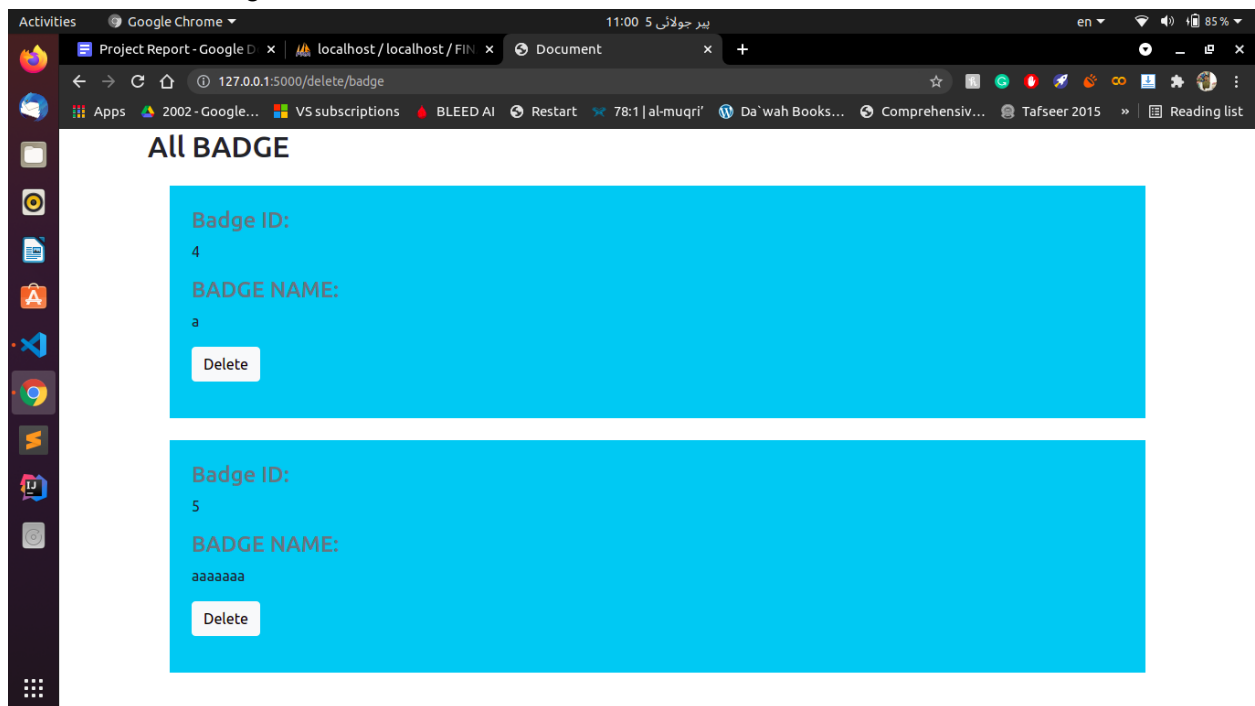 Activities Google Chrome ▾ پیر جولائی 5 11:00 en ▾ 85 % ▾
Project Report - Google D × localhost / localhost / FIN × Document × +
127.0.0.1:5000/delete/badge
Apps 2002 - Google... VS subscriptions BLEED AI Restart 78:1 | al-muqri’ Da`wah Books... Comprehensiv... Tafseer 2015 » Reading list
All BADGE
Badge ID:
4
BADGE NAME:
a
Delete
Badge ID:
5
BADGE NAME:
aaaaaaa
Delete